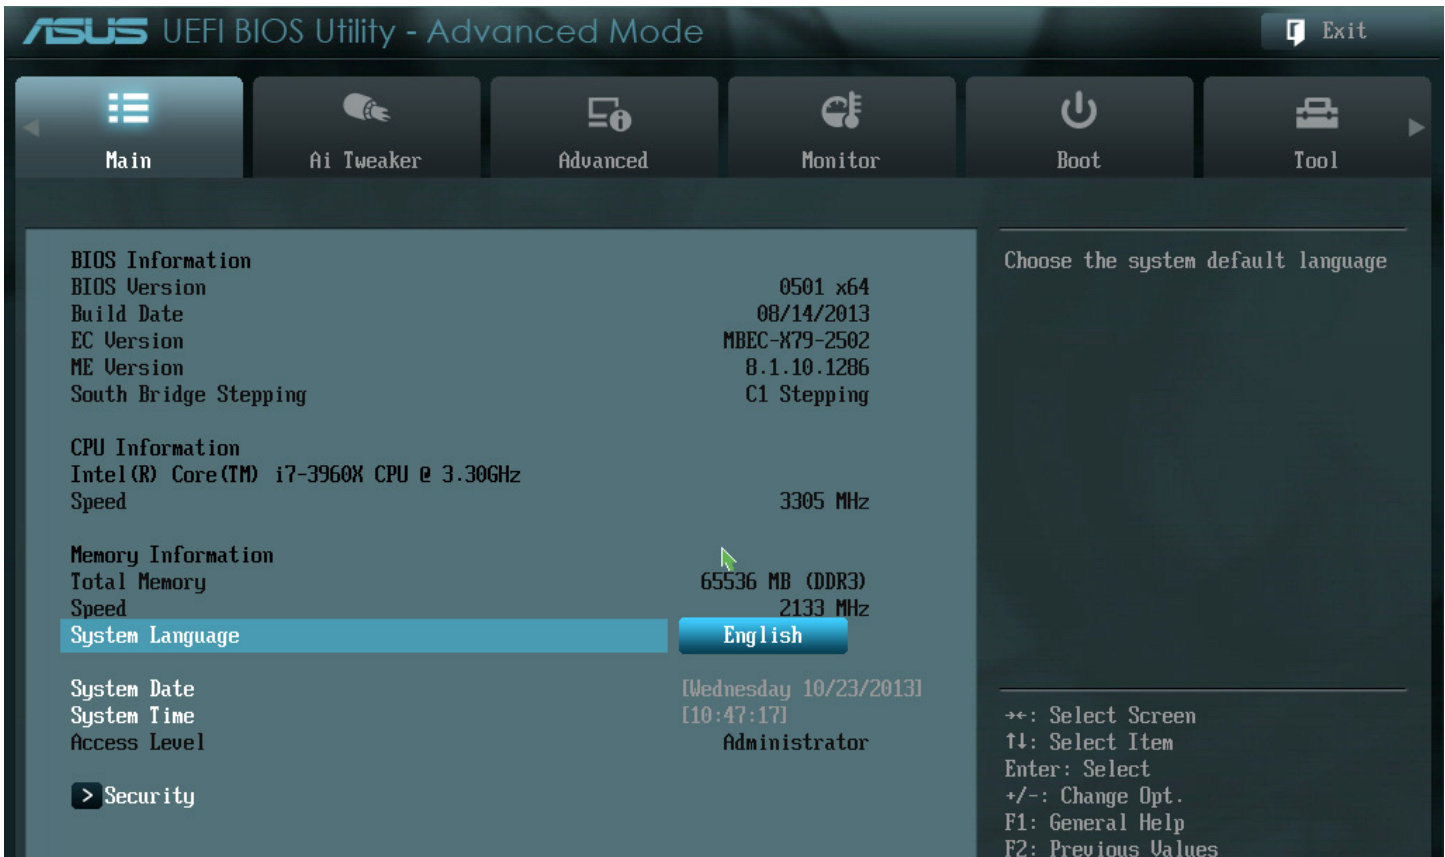 ASUS UEFI BIOS Utility - Advanced Mode
Exit
Main
Ai Tweaker
Advanced
Monitor
Boot
Tool
BIOS Information
BIOS Version 0501 x64
Build Date 08/14/2013
EC Version MBEC-X79-2502
ME Version 8.1.10.1286
South Bridge Stepping C1 Stepping
CPU Information
Intel(R) Core(TM) i7-3960X CPU @ 3.30GHz
Speed 3305 MHz
Memory Information
Total Memory 65536 MB (DDR3)
Speed 2133 MHz
System Language English
System Date [Wednesday 10/23/2013]
System Time [10:47:17]
Access Level Administrator
> Security
Choose the system default language
→←: Select Screen
↑↓: Select Item
Enter: Select
+/-: Change Opt.
F1: General Help
F2: Previous Values